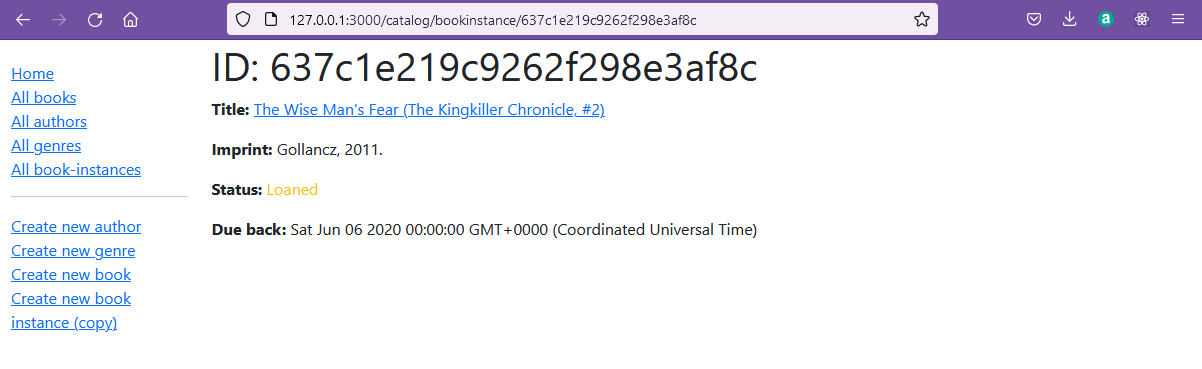 127.0.0.1:3000/catalog/bookinstance/637c1e219c9262f298e3af8c
Home
All books
All authors
All genres
All book-instances
Create new author
Create new genre
Create new book
Create new book
instance (copy)
ID: 637c1e219c9262f298e3af8c
Title: The Wise Man's Fear (The Kingkiller Chronicle, #2)
Imprint: Gollancz, 2011.
Status: Loaned
Due back: Sat Jun 06 2020 00:00:00 GMT+0000 (Coordinated Universal Time)